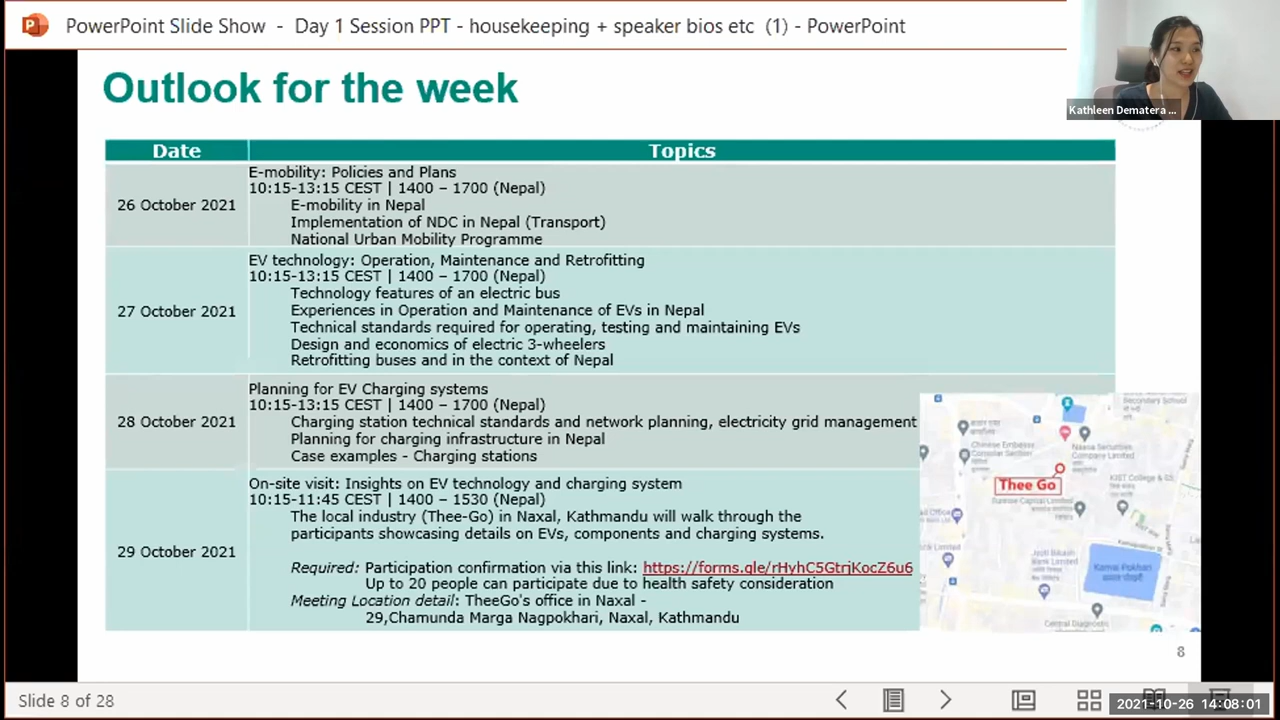 PowerPoint Slide Show - Day 1 Session PPT - housekeeping + speaker bios etc (1) - PowerPoint
Kathleen Dematera ...
Outlook for the week
Date
Topics
26 October 2021
E-mobility: Policies and Plans
10:15-13:15 CEST | 1400 – 1700 (Nepal)
E-mobility in Nepal
Implementation of NDC in Nepal (Transport)
National Urban Mobility Programme
27 October 2021
EV technology: Operation, Maintenance and Retrofitting
10:15-13:15 CEST | 1400 – 1700 (Nepal)
Technology features of an electric bus
Experiences in Operation and Maintenance of EVs in Nepal
Technical standards required for operating, testing and maintaining EVs
Design and economics of electric 3-wheelers
Retrofitting buses and in the context of Nepal
28 October 2021
Planning for EV Charging systems
10:15-13:15 CEST | 1400 – 1700 (Nepal)
Charging station technical standards and network planning, electricity grid management
Planning for charging infrastructure in Nepal
Case examples - Charging stations
29 October 2021
On-site visit: Insights on EV technology and charging system
10:15-11:45 CEST | 1400 – 1530 (Nepal)
The local industry (Thee-Go) in Naxal, Kathmandu will walk through the
participants showcasing details on EVs, components and charging systems.
Required: Participation confirmation via this link: https://forms.gle/rHyhC5GtrjKocZ6u6
Up to 20 people can participate due to health safety consideration
Meeting Location detail: TheeGo's office in Naxal -
29,Chamunda Marga Nagpokhari, Naxal, Kathmandu
Secondary School
Chinese Embassy
Consular Section
Company Limited
Thee Go
8
Slide 8 of 28
2021-10-26 14:08:01